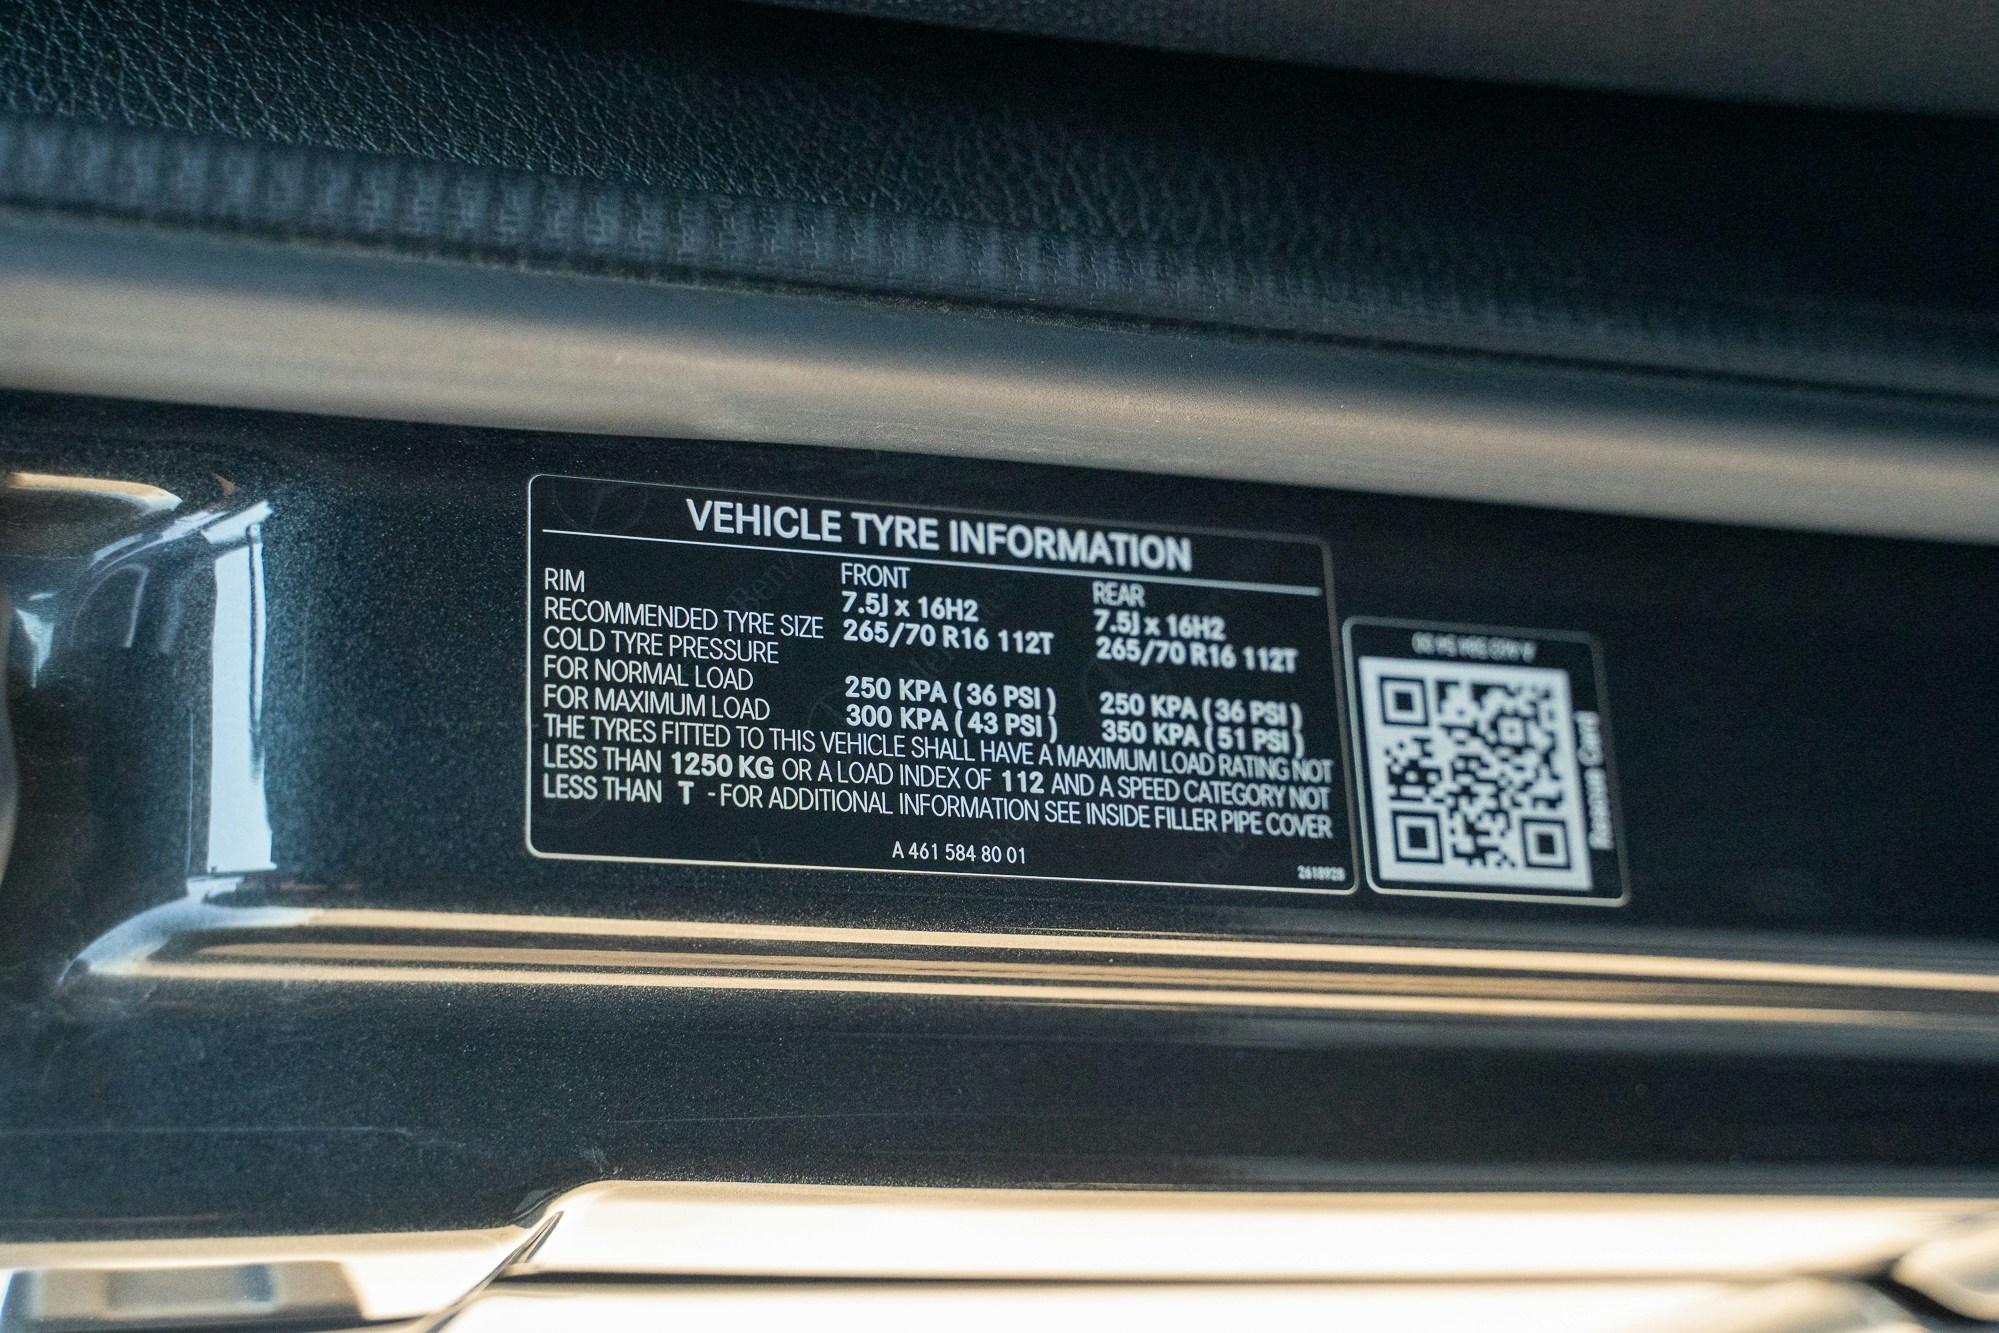 VEHICLE TYRE INFORMATION
FRONT REAR
RIM 7.5J x 16H2 7.5J x 16H2
RECOMMENDED TYRE SIZE 265/70 R16 112T 265/70 R16 112T
COLD TYRE PRESSURE
FOR NORMAL LOAD 250 KPA ( 36 PSI ) 250 KPA ( 36 PSI )
FOR MAXIMUM LOAD 300 KPA ( 43 PSI ) 350 KPA ( 51 PSI )
THE TYRES FITTED TO THIS VEHICLE SHALL HAVE A MAXIMUM LOAD RATING NOT
LESS THAN 1250 KG OR A LOAD INDEX OF 112 AND A SPEED CATEGORY NOT
LESS THAN T - FOR ADDITIONAL INFORMATION SEE INSIDE FILLER PIPE COVER
A 461 584 80 01
2618928
Rescue Card